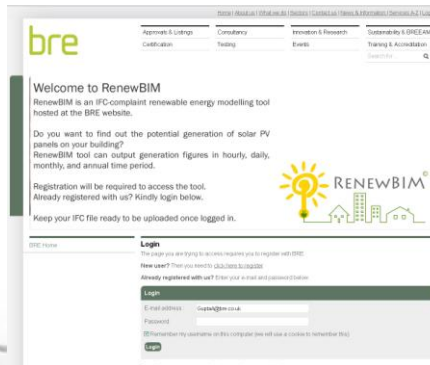 Home | About us | What we do | Sectors | Contact us | News & Information | Services A-Z |
bre
Approvals & Listings
Consultancy
Innovation & Research
Sustainability & BREEAM
Certification
Testing
Events
Training & Accreditation
Welcome to RenewBIM
RenewBIM is an IFC-complaint renewable energy modelling tool
hosted at the BRE website.
Do you want to find out the potential generation of solar PV
panels on your building?
RenewBIM tool can output generation figures in hourly, daily,
monthly, and annual time period.
Registration will be required to access the tool.
Already registered with us? Kindly login below.
Keep your IFC file ready to be uploaded once logged in.
RENEWBIM
BRE Home
Login
The page you are trying to access requires you to register with BRE
New user? Then you need to click here to register
Already registered with us? Enter your e-mail and password below
Login
E-mail address
Password
Remember my username on this computer (we will use a cookie to remember this)
Login